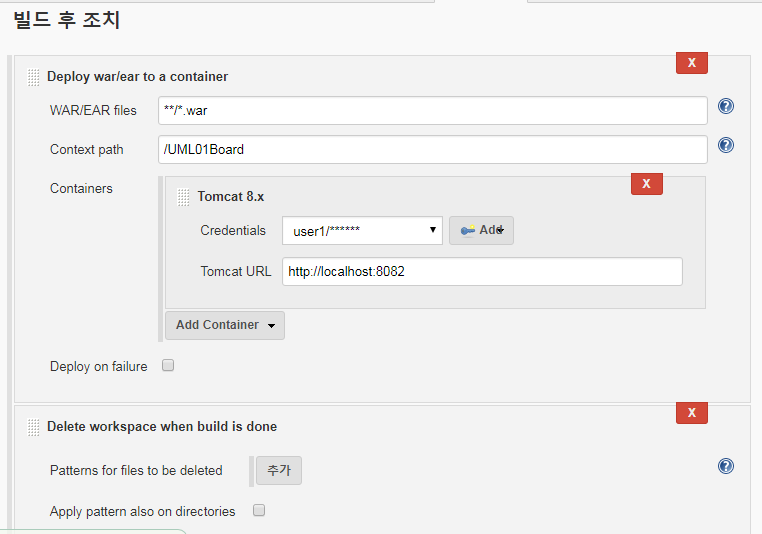 빌드 후 조치
X
Deploy war/ear to a container
WAR/EAR files **/*.war
Context path /UML01Board
Containers
X
Tomcat 8.x
Credentials user1/****** Add
Tomcat URL http://localhost:8082
Add Container
Deploy on failure
X
Delete workspace when build is done
Patterns for files to be deleted 추가
Apply pattern also on directories